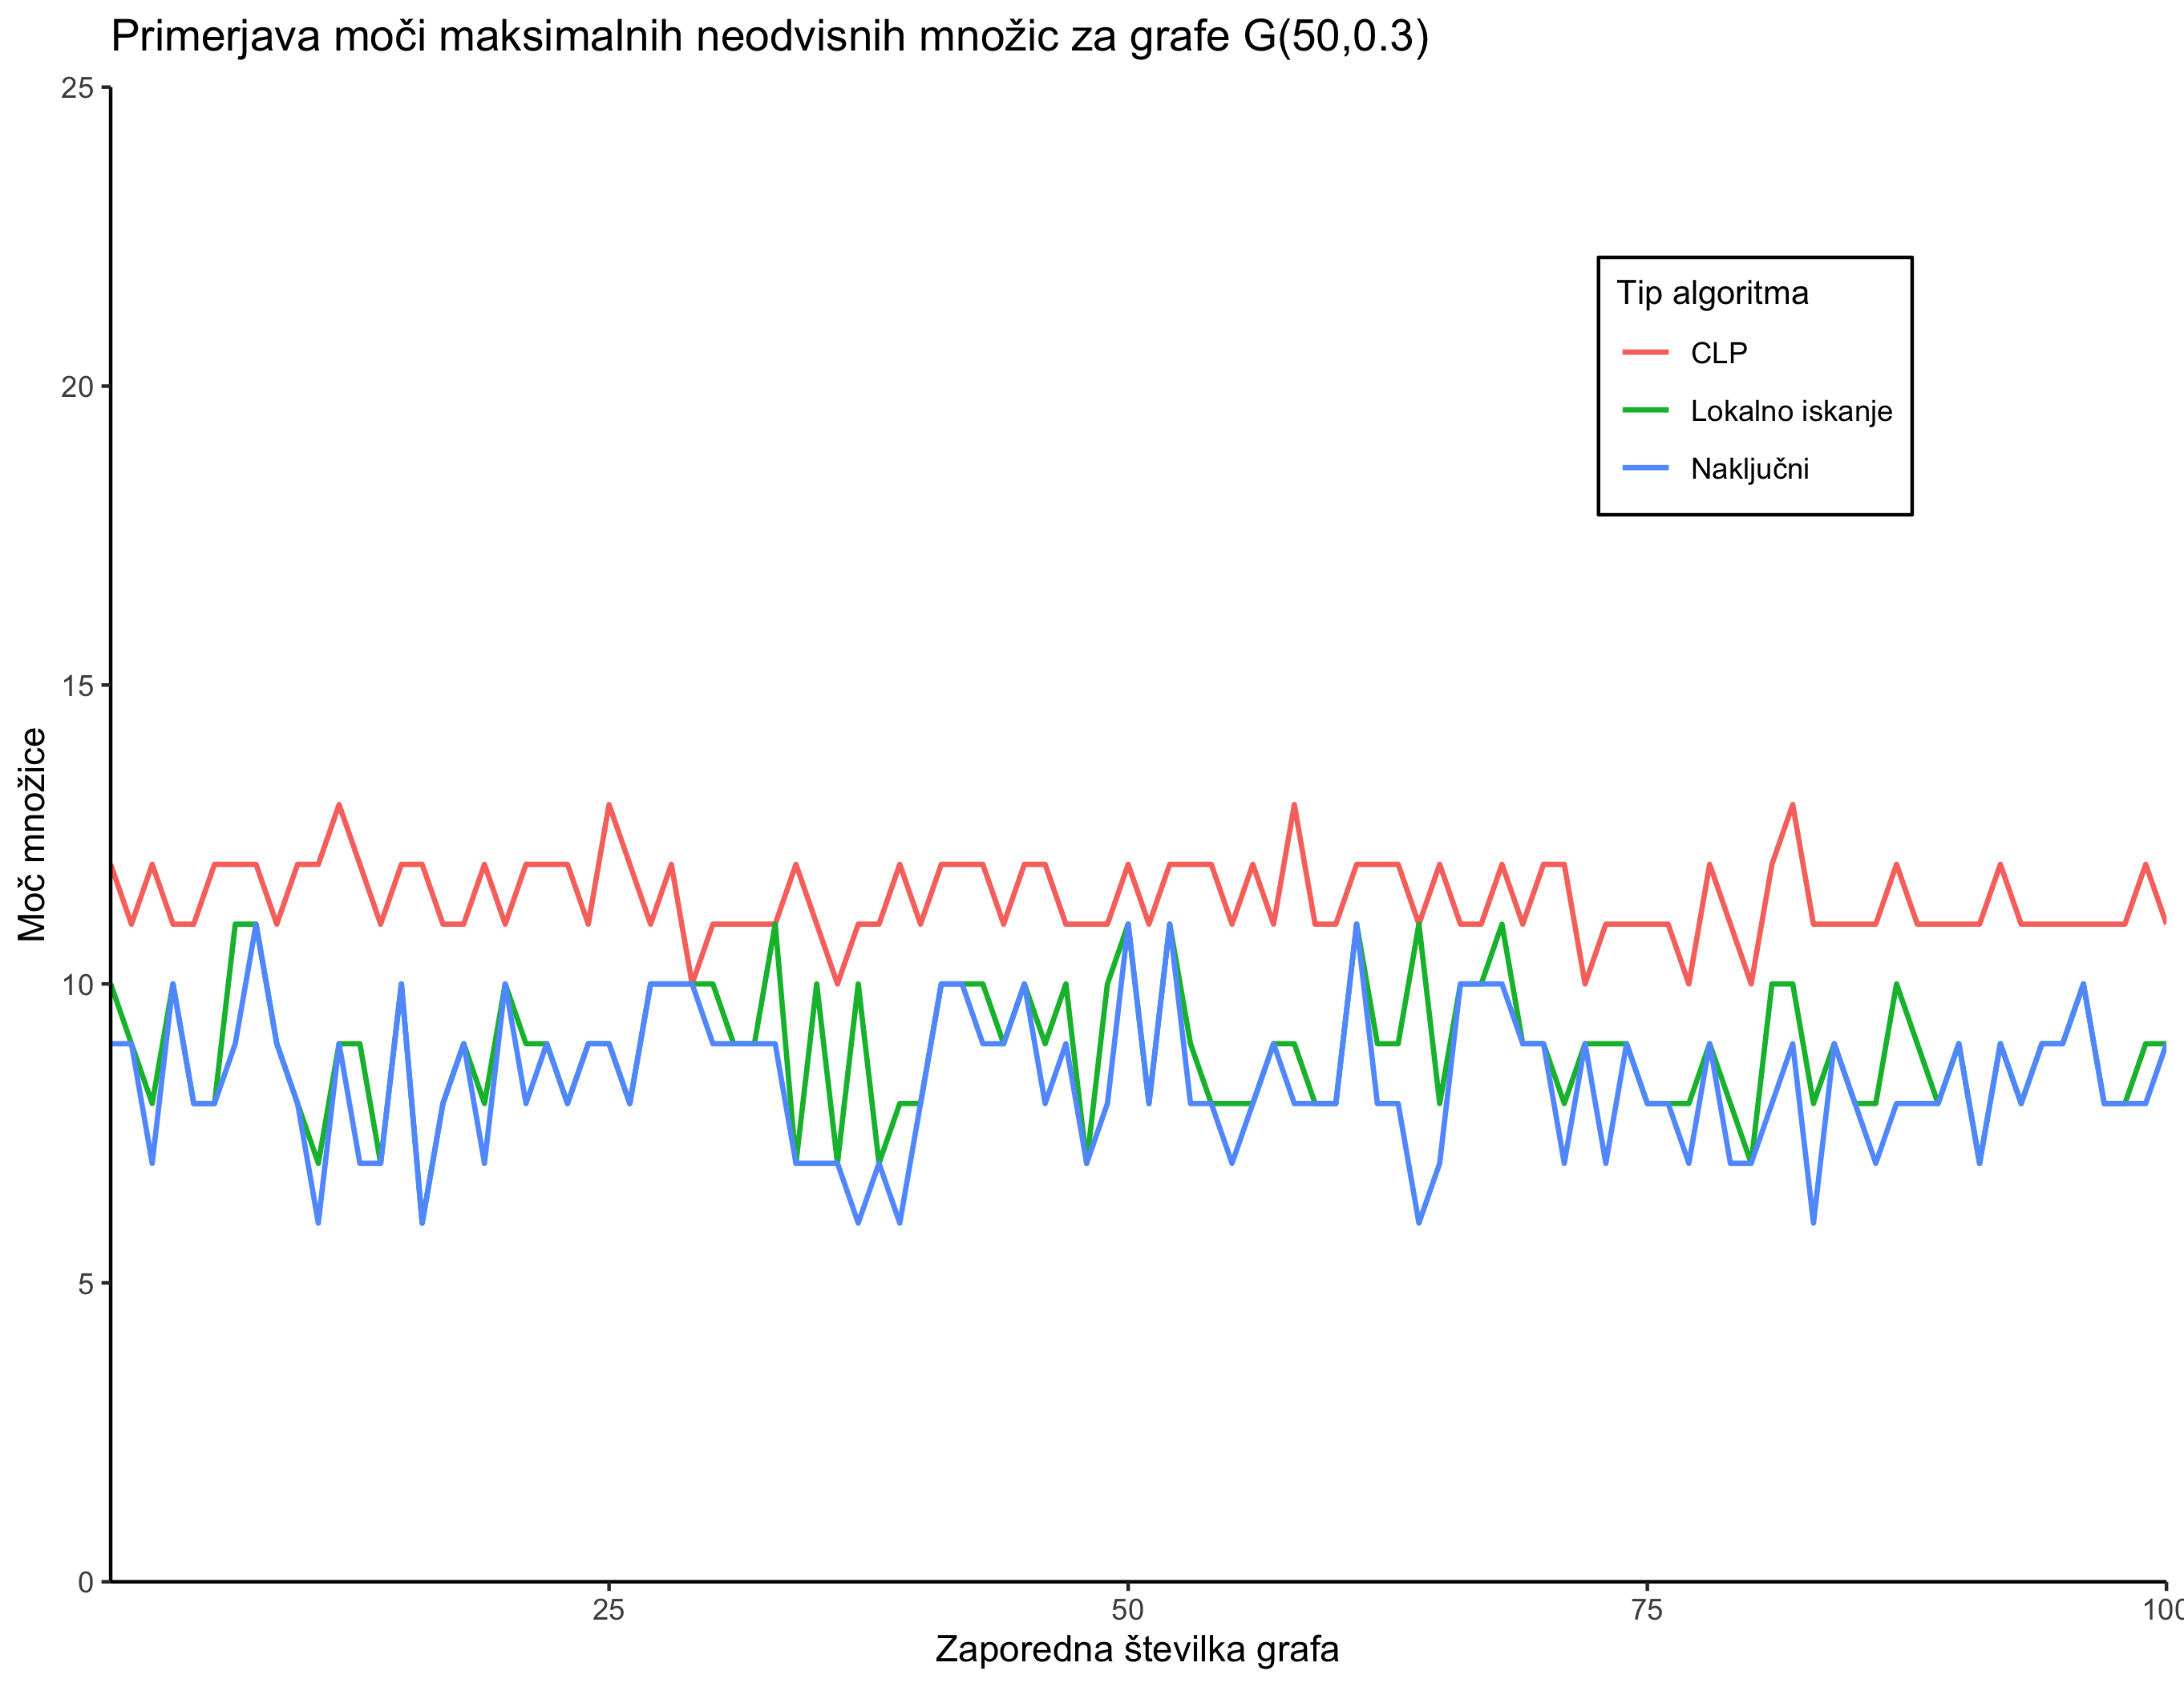 Primerjava moči maksimalnih neodvisnih množic za grafe G(50,0.3)
25
20
15
10
5
0
Moč množice
Tip algoritma
CLP
Lokalno iskanje
Naključni
25
50
75
100
Zaporedna številka grafa